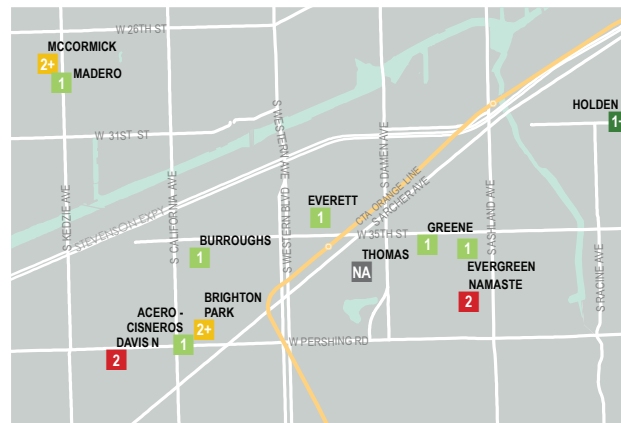 W 26TH ST
MCCORMICK
2+
MADERO
1
HOLDEN
1+
W 31ST ST
S KEDZIE AVE
STEVENSON EXPY
S CALIFORNIA AVE
S WESTERN BLVD
S WESTERN AVE
S DAMEN AVE
CTA ORANGE LINE
S ARCHER AVE
S ASHLAND AVE
S RACINE AVE
EVERETT
1
W 35TH ST
BURROUGHS
1
THOMAS
NA
GREENE
1
1
EVERGREEN
NAMASTE
2
BRIGHTON
PARK
2+
ACERO -
CISNEROS
1
DAVIS N
2
W PERSHING RD